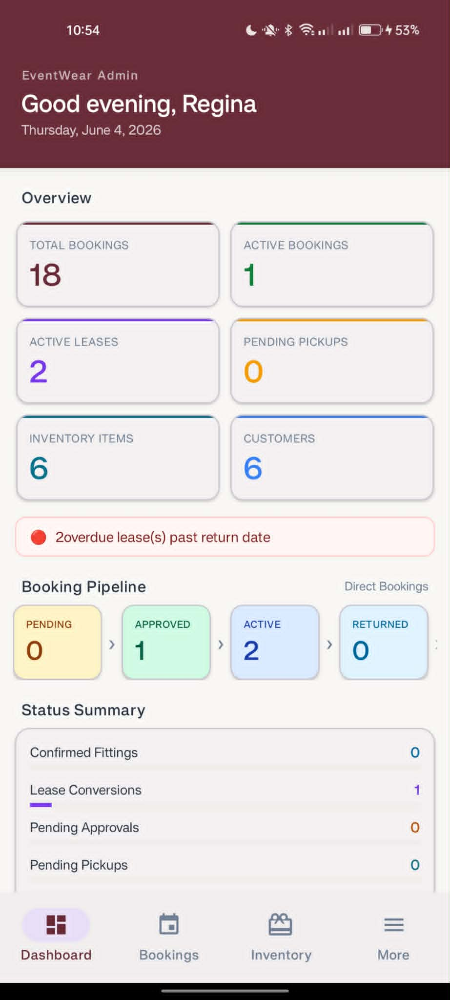 10:54
53%
EventWear Admin
Good evening, Regina
Thursday, June 4, 2026
Overview
TOTAL BOOKINGS
18
ACTIVE BOOKINGS
1
ACTIVE LEASES
2
PENDING PICKUPS
0
INVENTORY ITEMS
6
CUSTOMERS
6
2overdue lease(s) past return date
Booking Pipeline
Direct Bookings
PENDING
0
APPROVED
1
ACTIVE
2
RETURNED
0
Status Summary
Confirmed Fittings 0
Lease Conversions 1
Pending Approvals 0
Pending Pickups 0
Dashboard
Bookings
Inventory
More